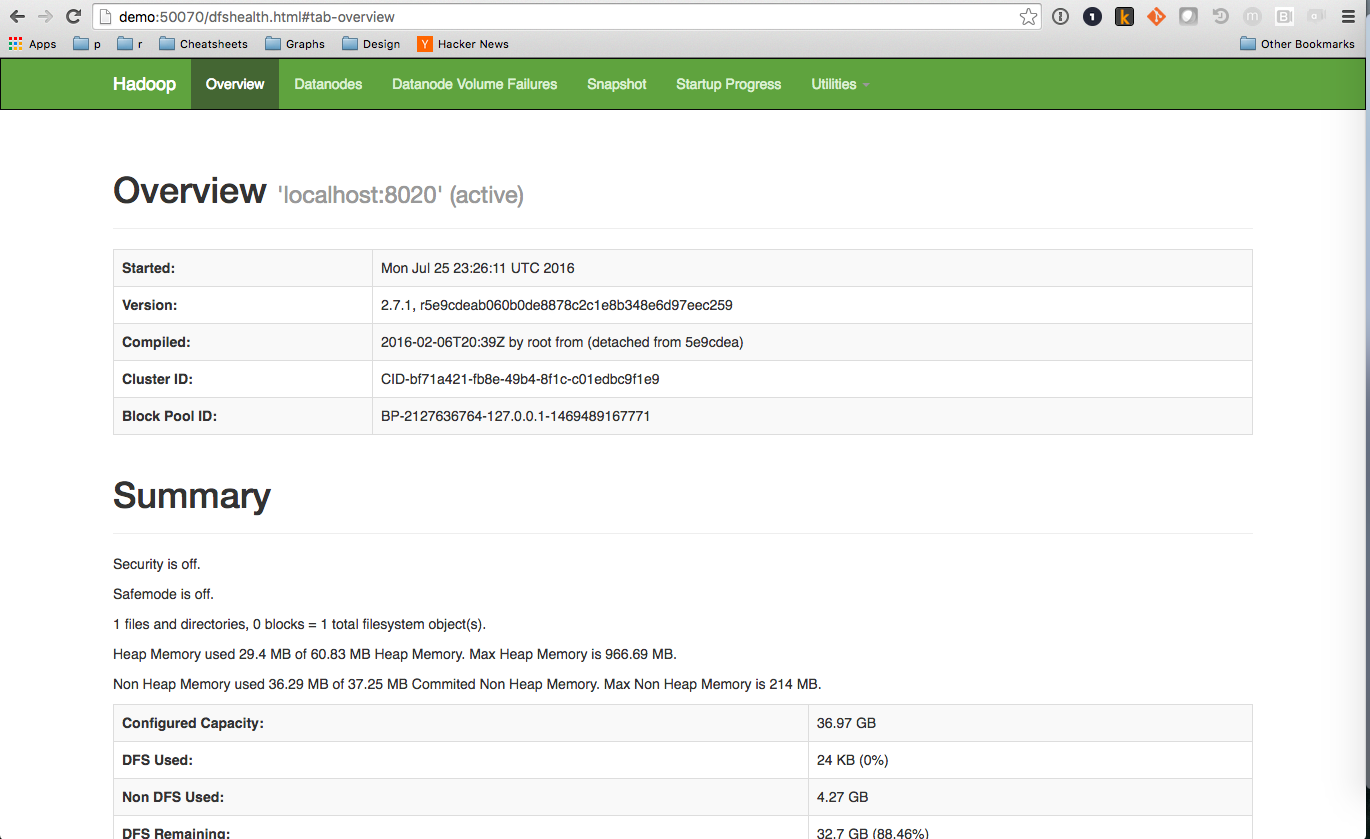 demo:50070/dfshealth.html#tab-overview
Apps p r Cheatsheets Graphs Design Y Hacker News Other Bookmarks
Hadoop Overview Datanodes Datanode Volume Failures Snapshot Startup Progress Utilities
Overview 'localhost:8020' (active)
Started: Mon Jul 25 23:26:11 UTC 2016
Version: 2.7.1, r5e9cdeab060b0de8878c2c1e8b348e6d97eec259
Compiled: 2016-02-06T20:39Z by root from (detached from 5e9cdea)
Cluster ID: CID-bf71a421-fb8e-49b4-8f1c-c01edbc9f1e9
Block Pool ID: BP-2127636764-127.0.0.1-1469489167771
Summary
Security is off.
Safemode is off.
1 files and directories, 0 blocks = 1 total filesystem object(s).
Heap Memory used 29.4 MB of 60.83 MB Heap Memory. Max Heap Memory is 966.69 MB.
Non Heap Memory used 36.29 MB of 37.25 MB Commited Non Heap Memory. Max Non Heap Memory is 214 MB.
Configured Capacity: 36.97 GB
DFS Used: 24 KB (0%)
Non DFS Used: 4.27 GB
DFS Remaining: 32.7 GB (88.46%)